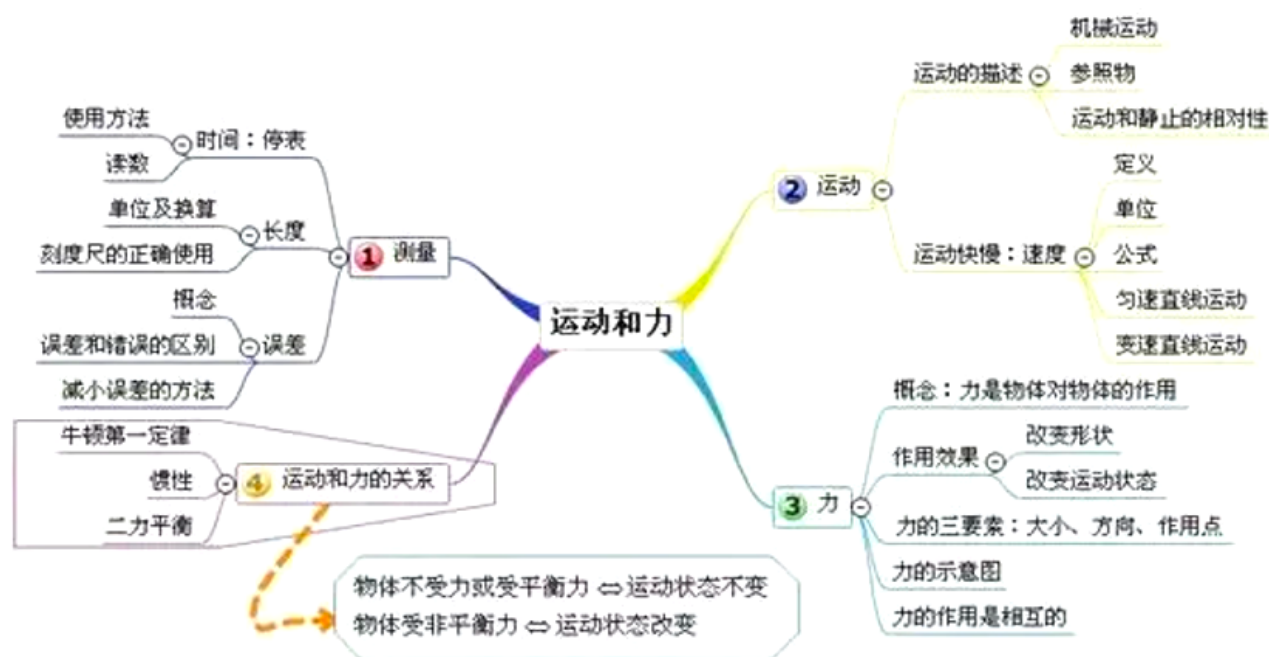 运动和力
1 测量
时间：停表
使用方法
读数
长度
单位及换算
刻度尺的正确使用
误差
概念
误差和错误的区别
减小误差的方法
2 运动
运动的描述
机械运动
参照物
运动和静止的相对性
运动快慢：速度
定义
单位
公式
匀速直线运动
变速直线运动
3 力
概念：力是物体对物体的作用
作用效果
改变形状
改变运动状态
力的三要素：大小、方向、作用点
力的示意图
力的作用是相互的
4 运动和力的关系
牛顿第一定律
惯性
二力平衡
物体不受力或受平衡力 ⇔ 运动状态不变
物体受非平衡力 ⇔ 运动状态改变